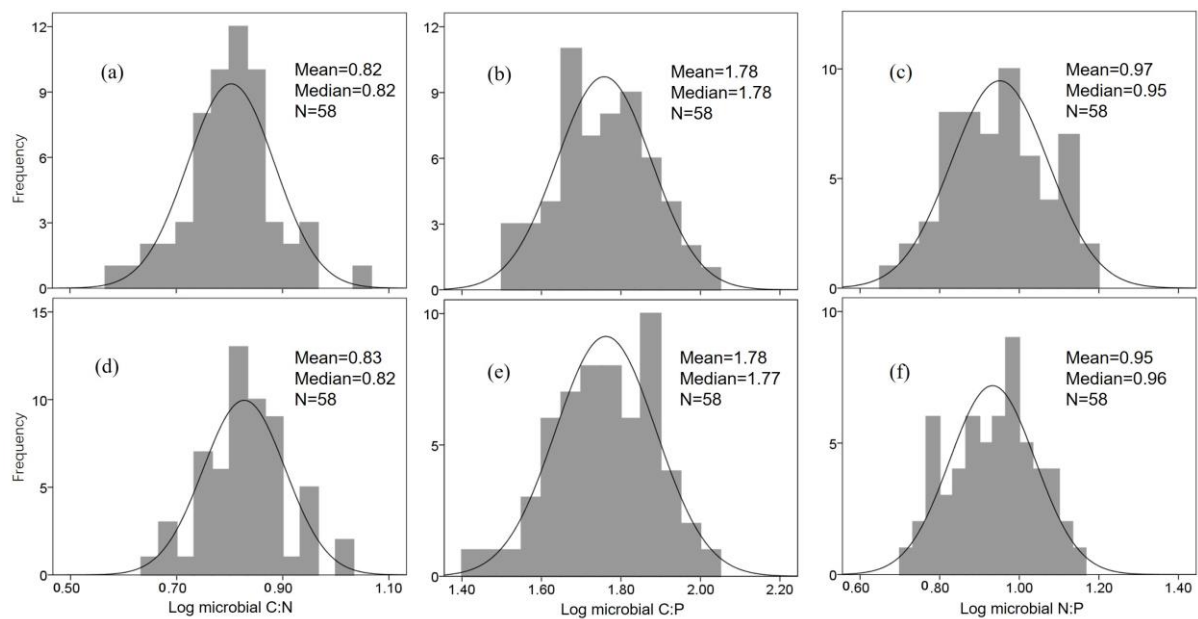 (a)
Mean=0.82
Median=0.82
N=58
12
9
6
3
0
Frequency
(b)
Mean=1.78
Median=1.78
N=58
12
9
6
3
0
(c)
Mean=0.97
Median=0.95
N=58
10
5
0
(d)
Mean=0.83
Median=0.82
N=58
15
10
5
0
Frequency
0.50 0.70 0.90 1.10
Log microbial C:N
(e)
Mean=1.78
Median=1.77
N=58
10
5
0
1.40 1.60 1.80 2.00 2.20
Log microbial C:P
(f)
Mean=0.95
Median=0.96
N=58
10
5
0
0.60 0.80 1.00 1.20 1.40
Log microbial N:P